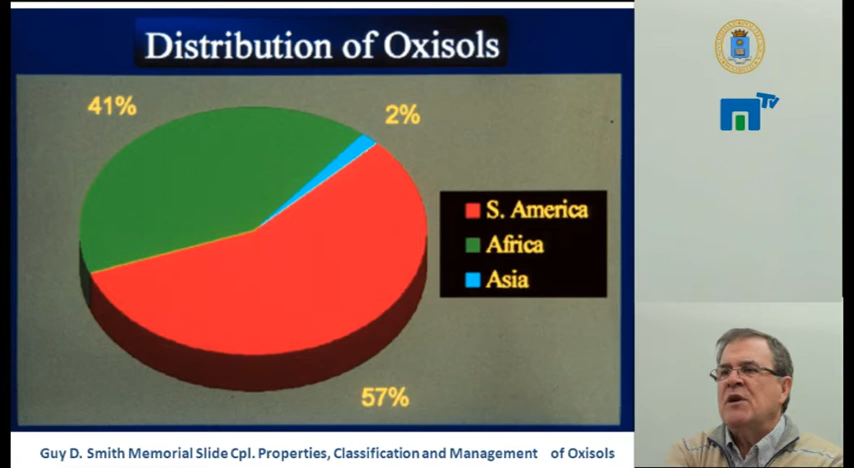 Distribution of Oxisols
41%
2%
S. America
Africa
Asia
57%
Guy D. Smith Memorial Slide Cpl. Properties, Classification and Management of Oxisols
TV